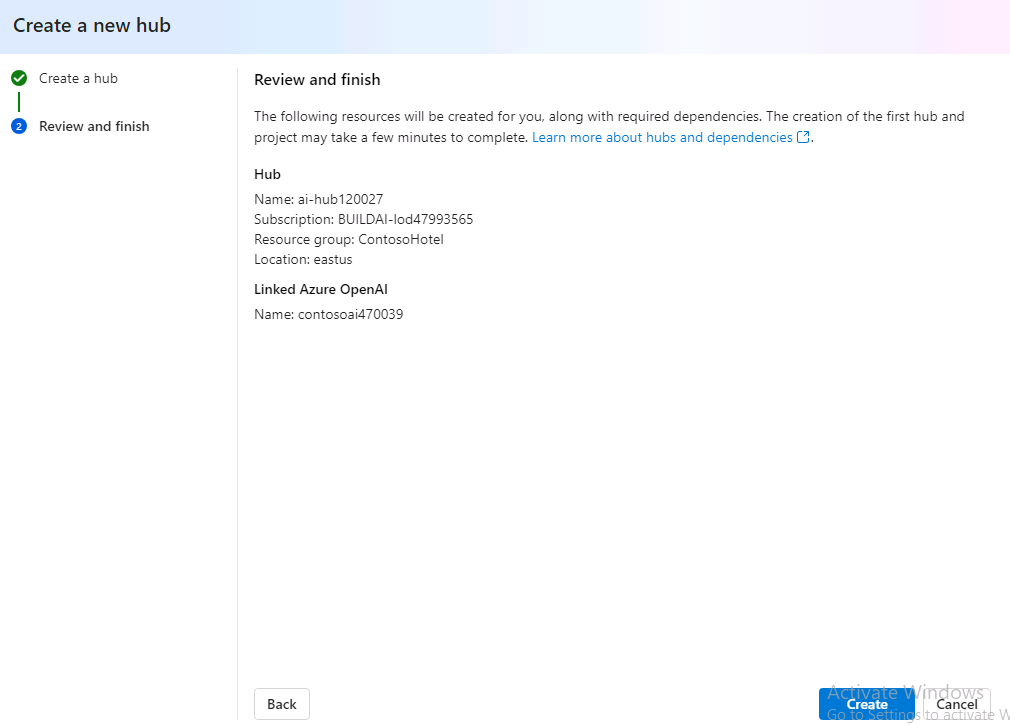 Create a new hub
Create a hub
2
Review and finish
Review and finish
The following resources will be created for you, along with required dependencies. The creation of the first hub and
project may take a few minutes to complete. Learn more about hubs and dependencies.
Hub
Name: ai-hub120027
Subscription: BUILDAI-lod47993565
Resource group: ContosoHotel
Location: eastus
Linked Azure OpenAI
Name: contosoai470039
Back
Create
Cancel
Activate Windows
Go to Settings to activate W